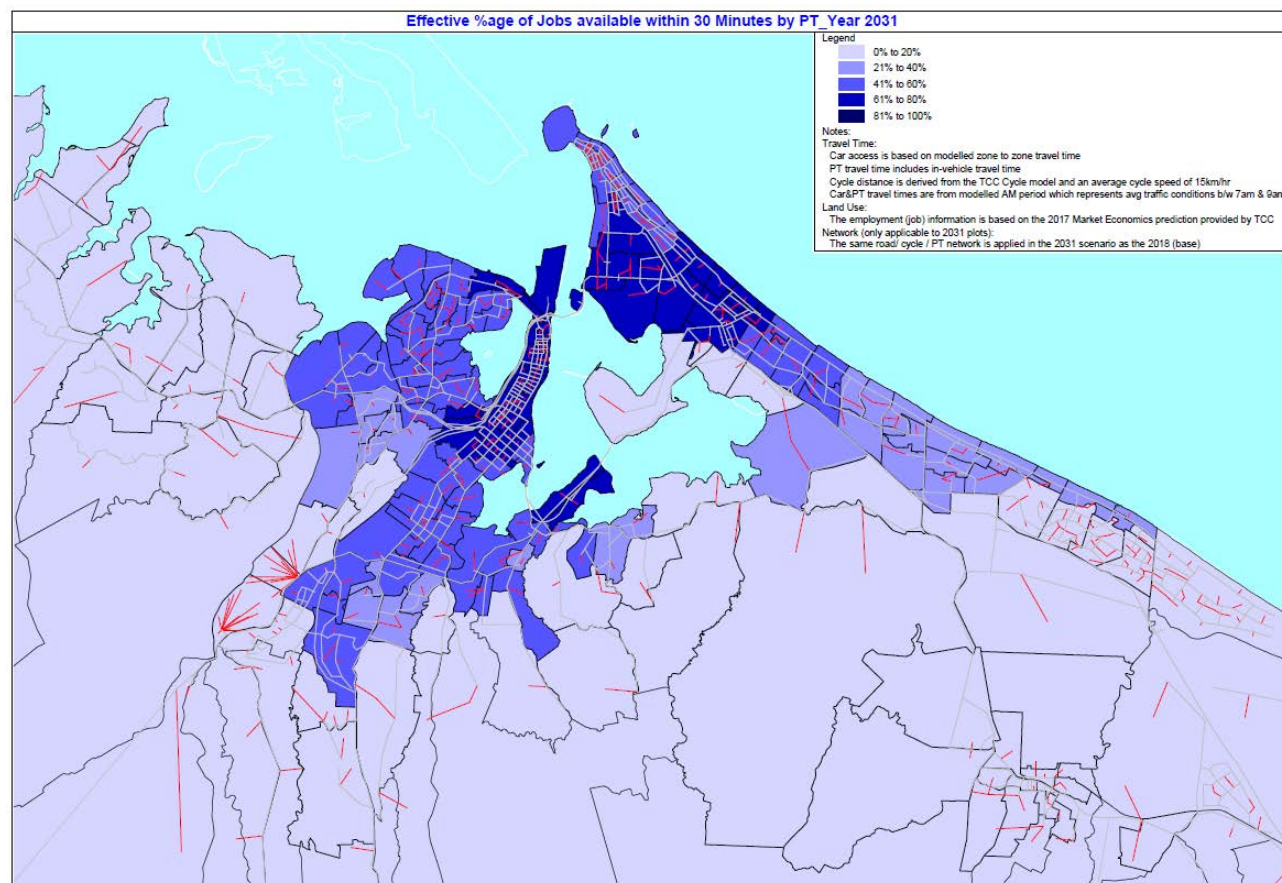 Effective %age of Jobs available within 30 Minutes by PT_Year 2031
Legend
0% to 20%
21% to 40%
41% to 60%
61% to 80%
81% to 100%
Notes:
Travel Time:
Car access is based on modelled zone to zone travel time
PT travel time includes in-vehicle travel time
Cycle distance is derived from the TCC Cycle model and an average cycle speed of 15km/hr
Car&PT travel times are from modelled AM period which represents avg traffic conditions b/w 7am & 9am
Land Use:
The employment (job) information is based on the 2017 Market Economics prediction provided by TCC
Network (only applicable to 2031 plots):
The same road/ cycle / PT network is applied in the 2031 scenario as the 2018 (base)